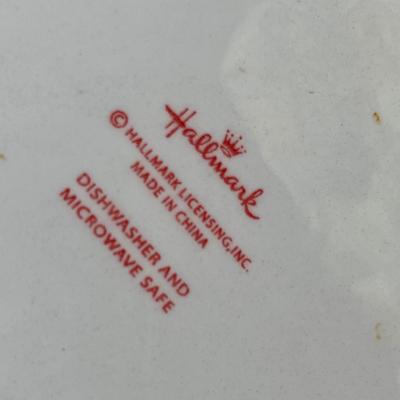 Hallmark
© HALLMARK LICENSING, INC.
MADE IN CHINA
DISHWASHER AND
MICROWAVE SAFE